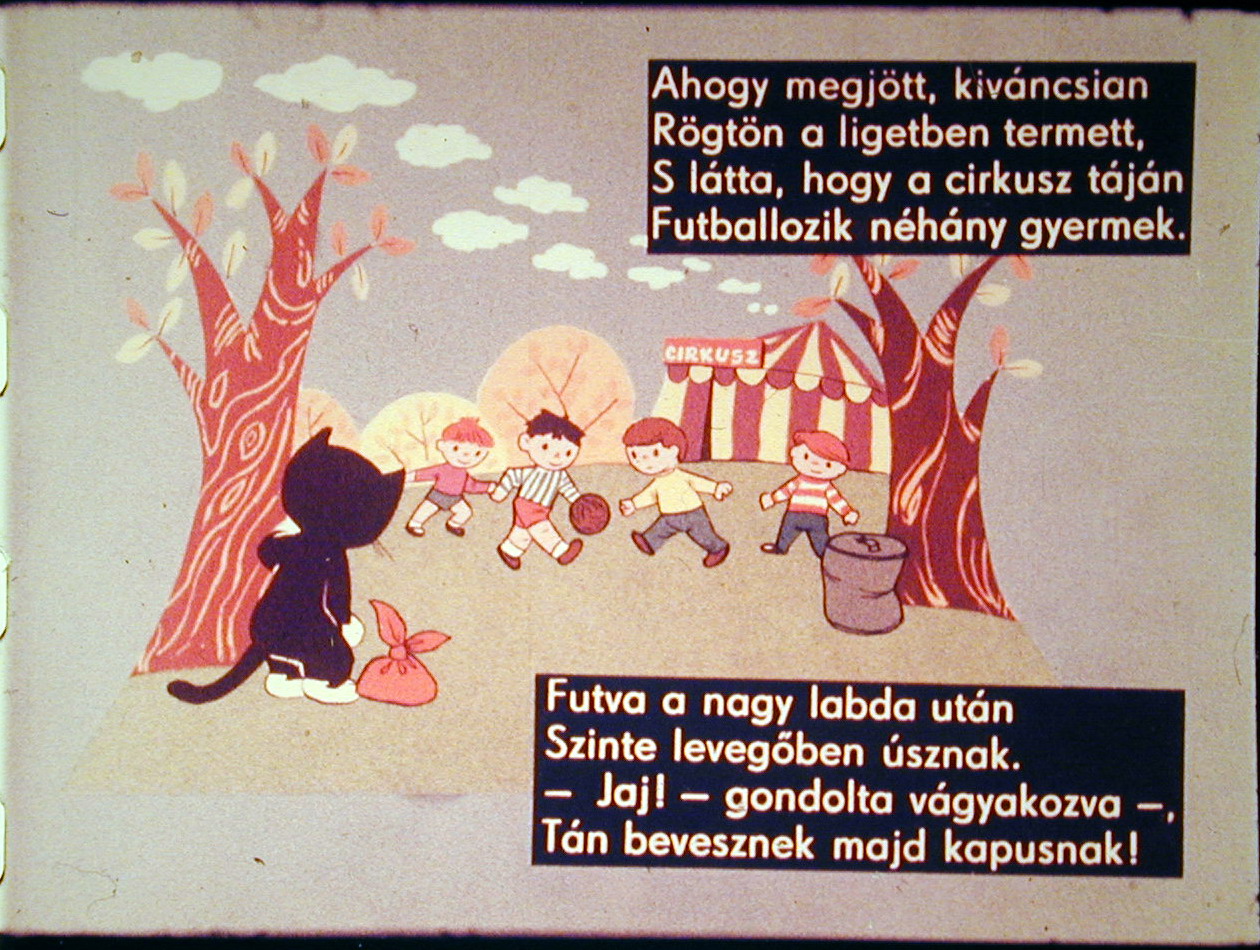 Ahogy megjött, kiváncsian
Rögtön a ligetben termett,
S látta, hogy a cirkusz táján
Futballozik néhány gyermek.
CIRKUSZ
Futva a nagy labda után
Szinte levegőben úsznak.
— Jaj! — gondolta vágyakozva —,
Tán bevesznek majd kapusnak!